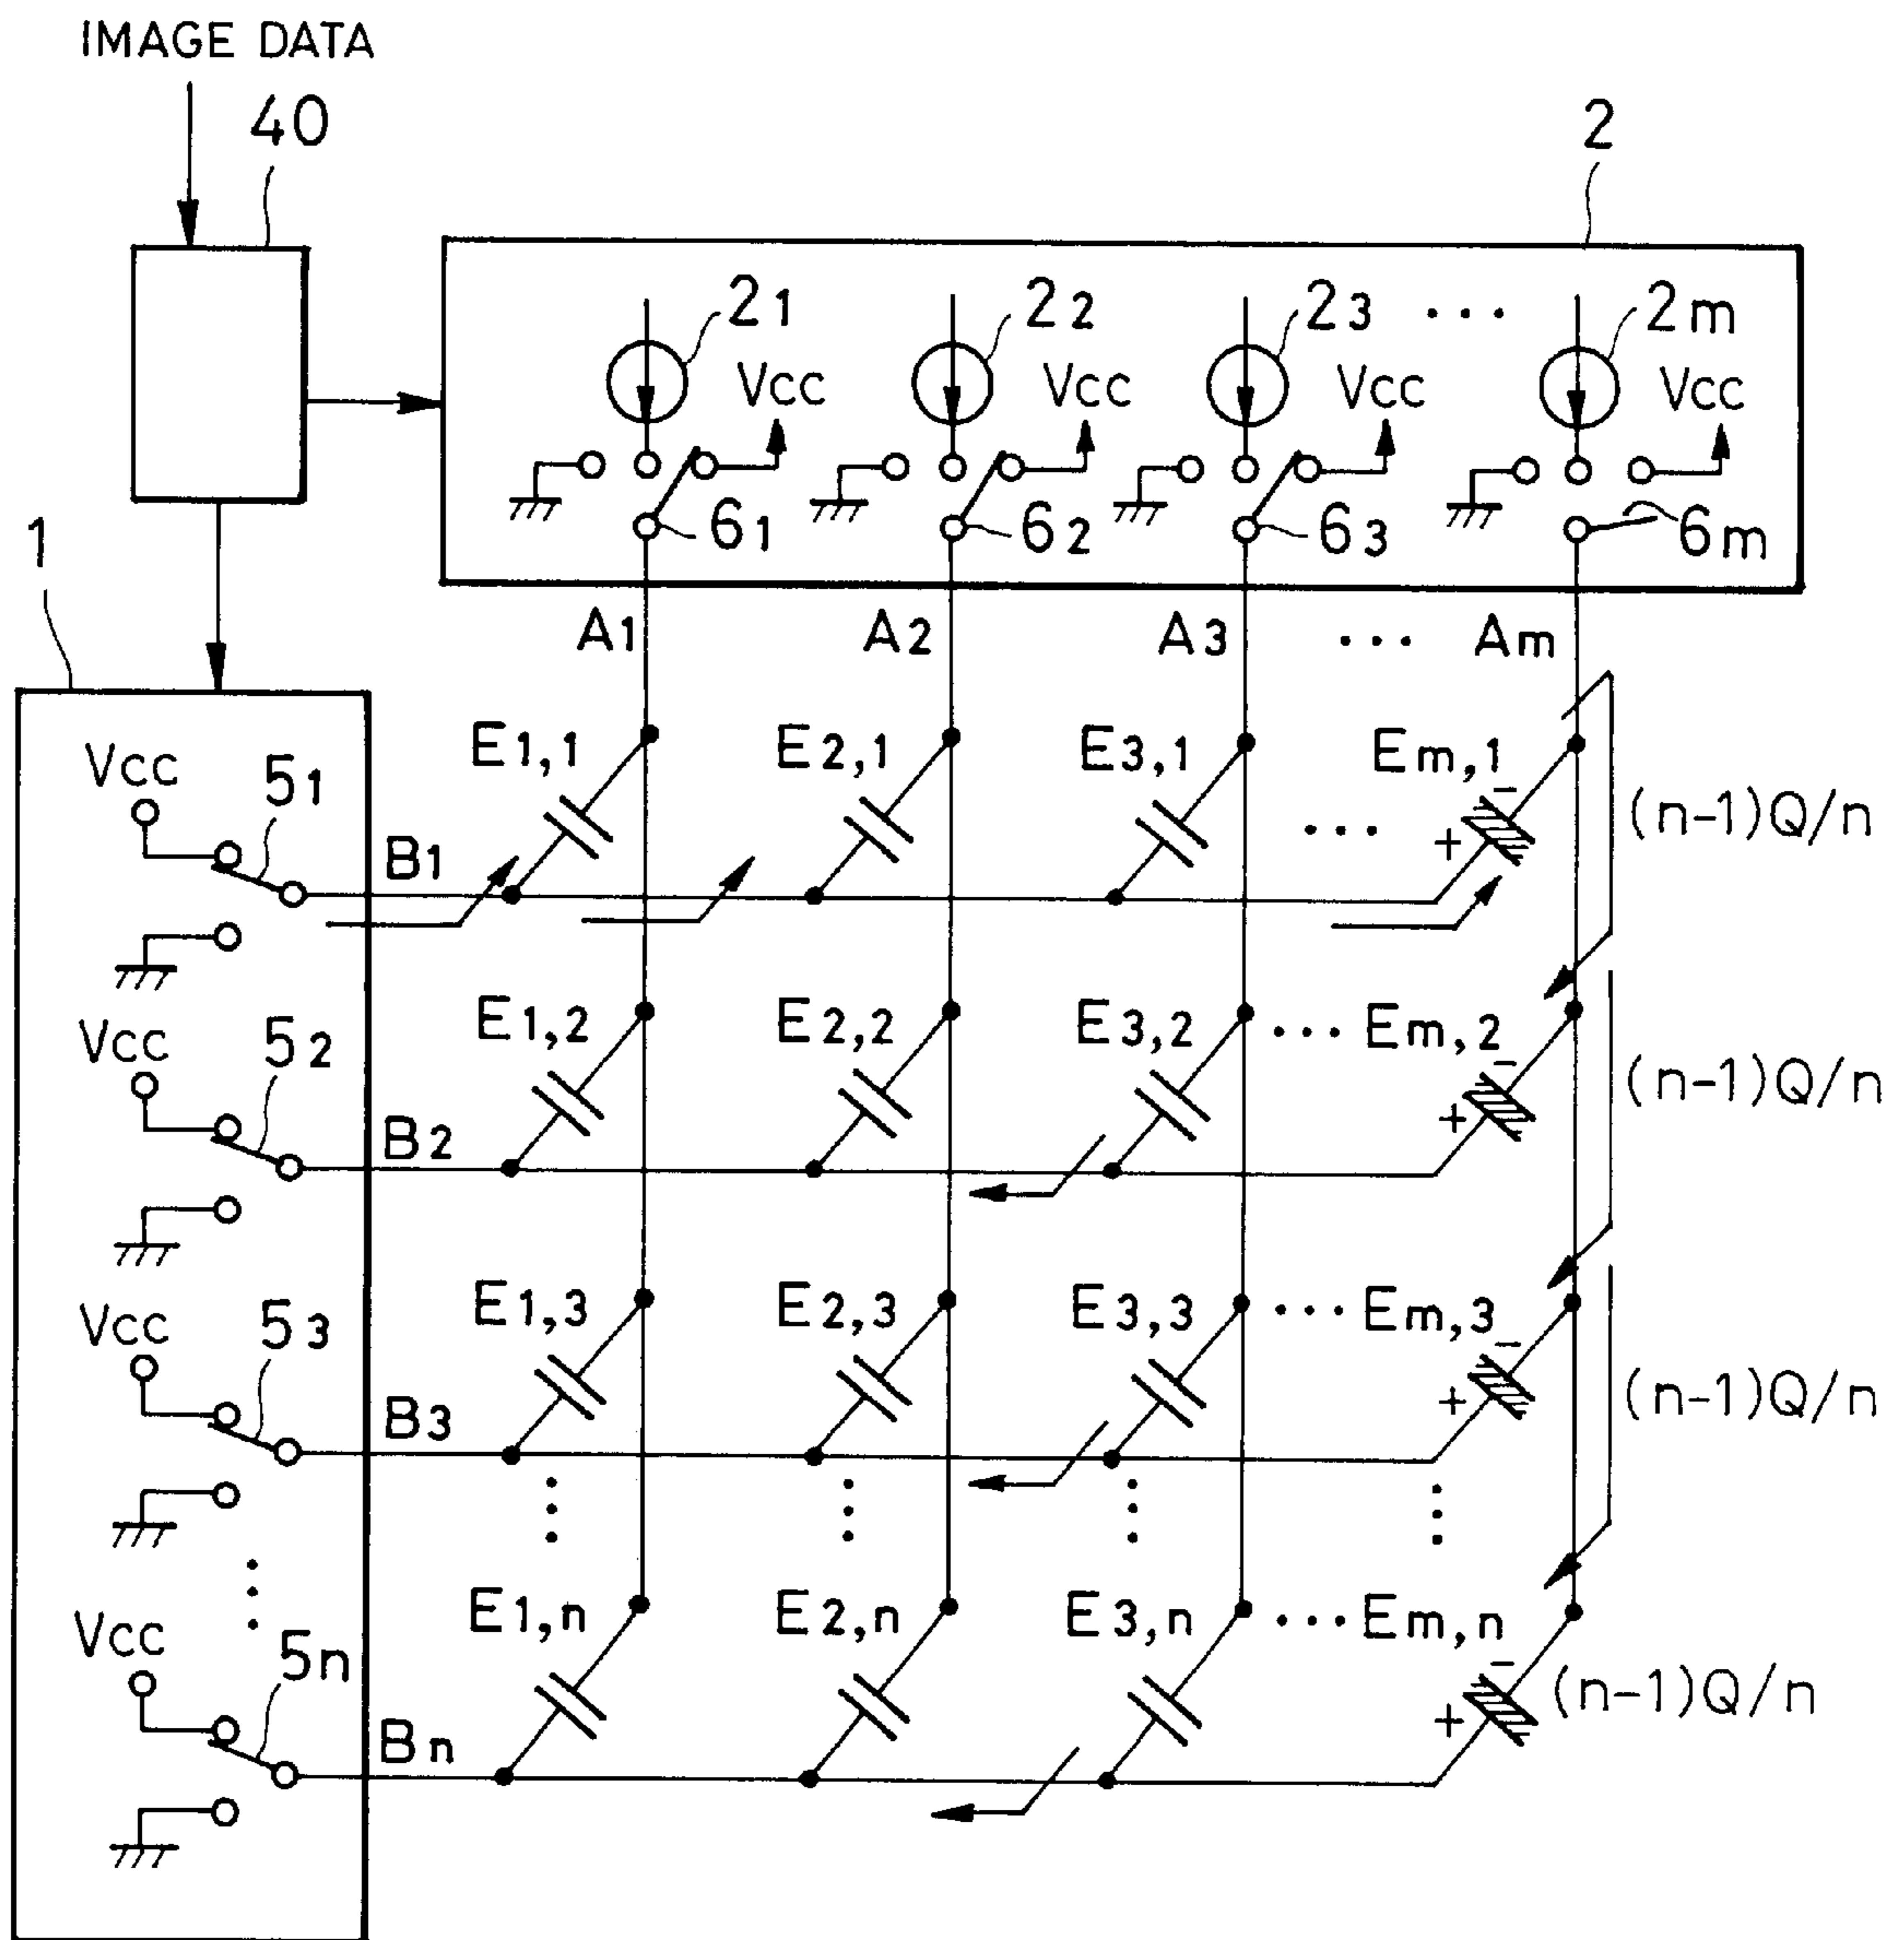 IMAGE DATA
40
2
21 22 23 ... 2m
VCC VCC VCC VCC
61 62 63 6m
1
A1 A2 A3 ... Am
E1,1 E2,1 E3,1 ... Em,1
VCC 51
B1
+ -
(n-1)Q/n
E1,2 E2,2 E3,2 ... Em,2
VCC 52
B2
+ -
(n-1)Q/n
E1,3 E2,3 E3,3 ... Em,3
VCC 53
B3
+ -
(n-1)Q/n
E1,n E2,n E3,n ... Em,n
VCC 5n
Bn
+ -
(n-1)Q/n